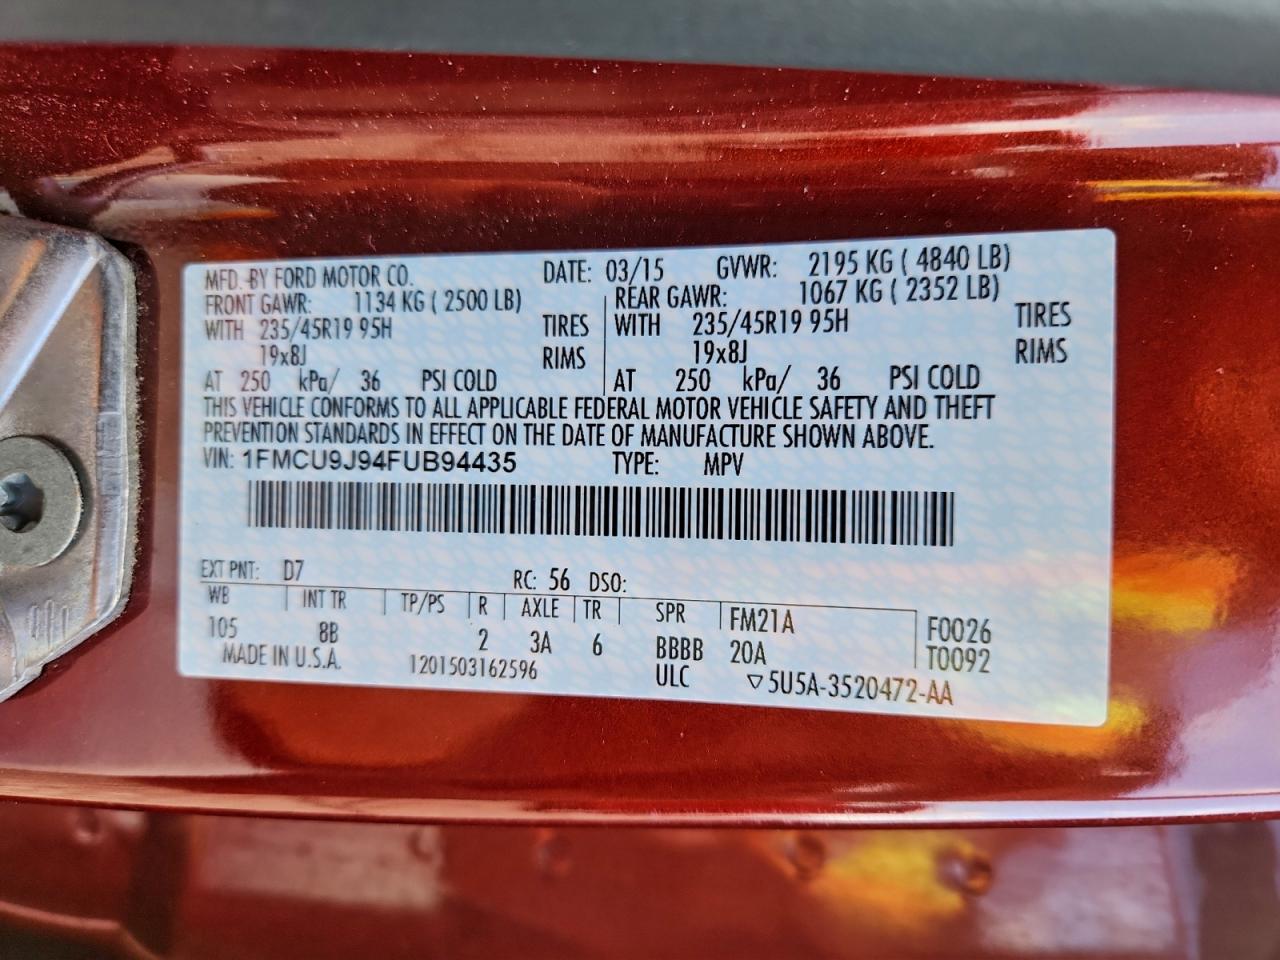 MFD. BY FORD MOTOR CO. DATE: 03/15 GVWR: 2195 KG ( 4840 LB)
FRONT GAWR: 1134 KG ( 2500 LB) REAR GAWR: 1067 KG ( 2352 LB)
WITH 235/45R19 95H TIRES WITH 235/45R19 95H TIRES
19x8J RIMS 19x8J RIMS
AT 250 kPa/ 36 PSI COLD AT 250 kPa/ 36 PSI COLD
THIS VEHICLE CONFORMS TO ALL APPLICABLE FEDERAL MOTOR VEHICLE SAFETY AND THEFT
PREVENTION STANDARDS IN EFFECT ON THE DATE OF MANUFACTURE SHOWN ABOVE.
VIN: 1FMCU9J94FUB94435 TYPE: MPV
EXT PNT: D7 RC: 56 DSO:
WB INT TR TP/PS R AXLE TR SPR FM21A F0026
105 8B 2 3A 6 BBBB 20A T0092
MADE IN U.S.A. 1201503162596 ULC ▽5U5A-3520472-AA